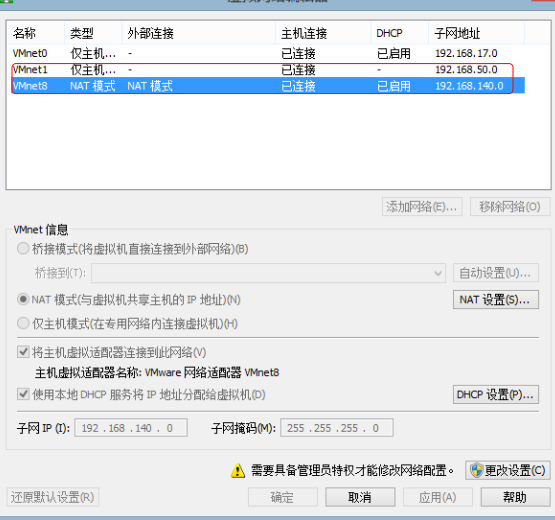 名称 类型 外部连接 主机连接 DHCP 子网地址
VMnet0 仅主机... - 已连接 已启用 192.168.17.0
VMnet1 仅主机... - 已连接 - 192.168.50.0
VMnet8 NAT 模式 NAT 模式 已连接 已启用 192.168.140.0
添加网络(E)... 移除网络(O)
VMnet 信息
桥接模式(将虚拟机直接连接到外部网络)(B)
桥接到(T): 自动设置(U)...
NAT 模式(与虚拟机共享主机的 IP 地址)(N) NAT 设置(S)...
仅主机模式(在专用网络内连接虚拟机)(H)
将主机虚拟适配器连接到此网络(V)
主机虚拟适配器名称: VMware 网络适配器 VMnet8
使用本地 DHCP 服务将 IP 地址分配给虚拟机(D) DHCP 设置(P)...
子网 IP (I): 192 . 168 . 140 . 0 子网掩码(M): 255 . 255 . 255 . 0
需要具备管理员特权才能修改网络配置。 更改设置(C)
还原默认设置(R) 确定 取消 应用(A) 帮助